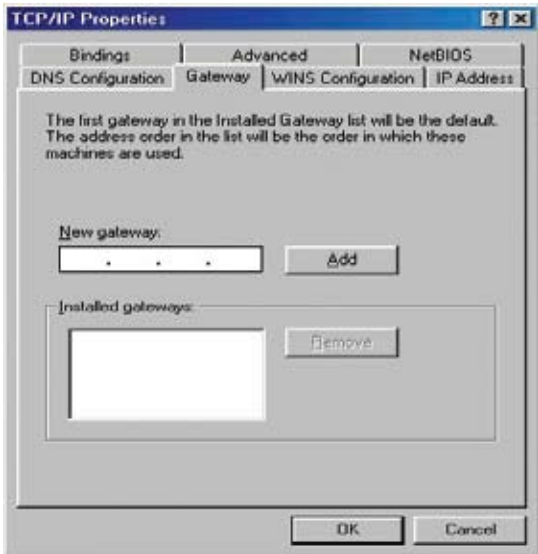 TCP/IP Properties
Bindings Advanced NetBIOS
DNS Configuration Gateway WINS Configuration IP Address
The first gateway in the Installed Gateway list will be the default.
The address order in the list will be the order in which these
machines are used.
New gateway:
. . .
Add
Installed gateways:
Remove
OK Cancel